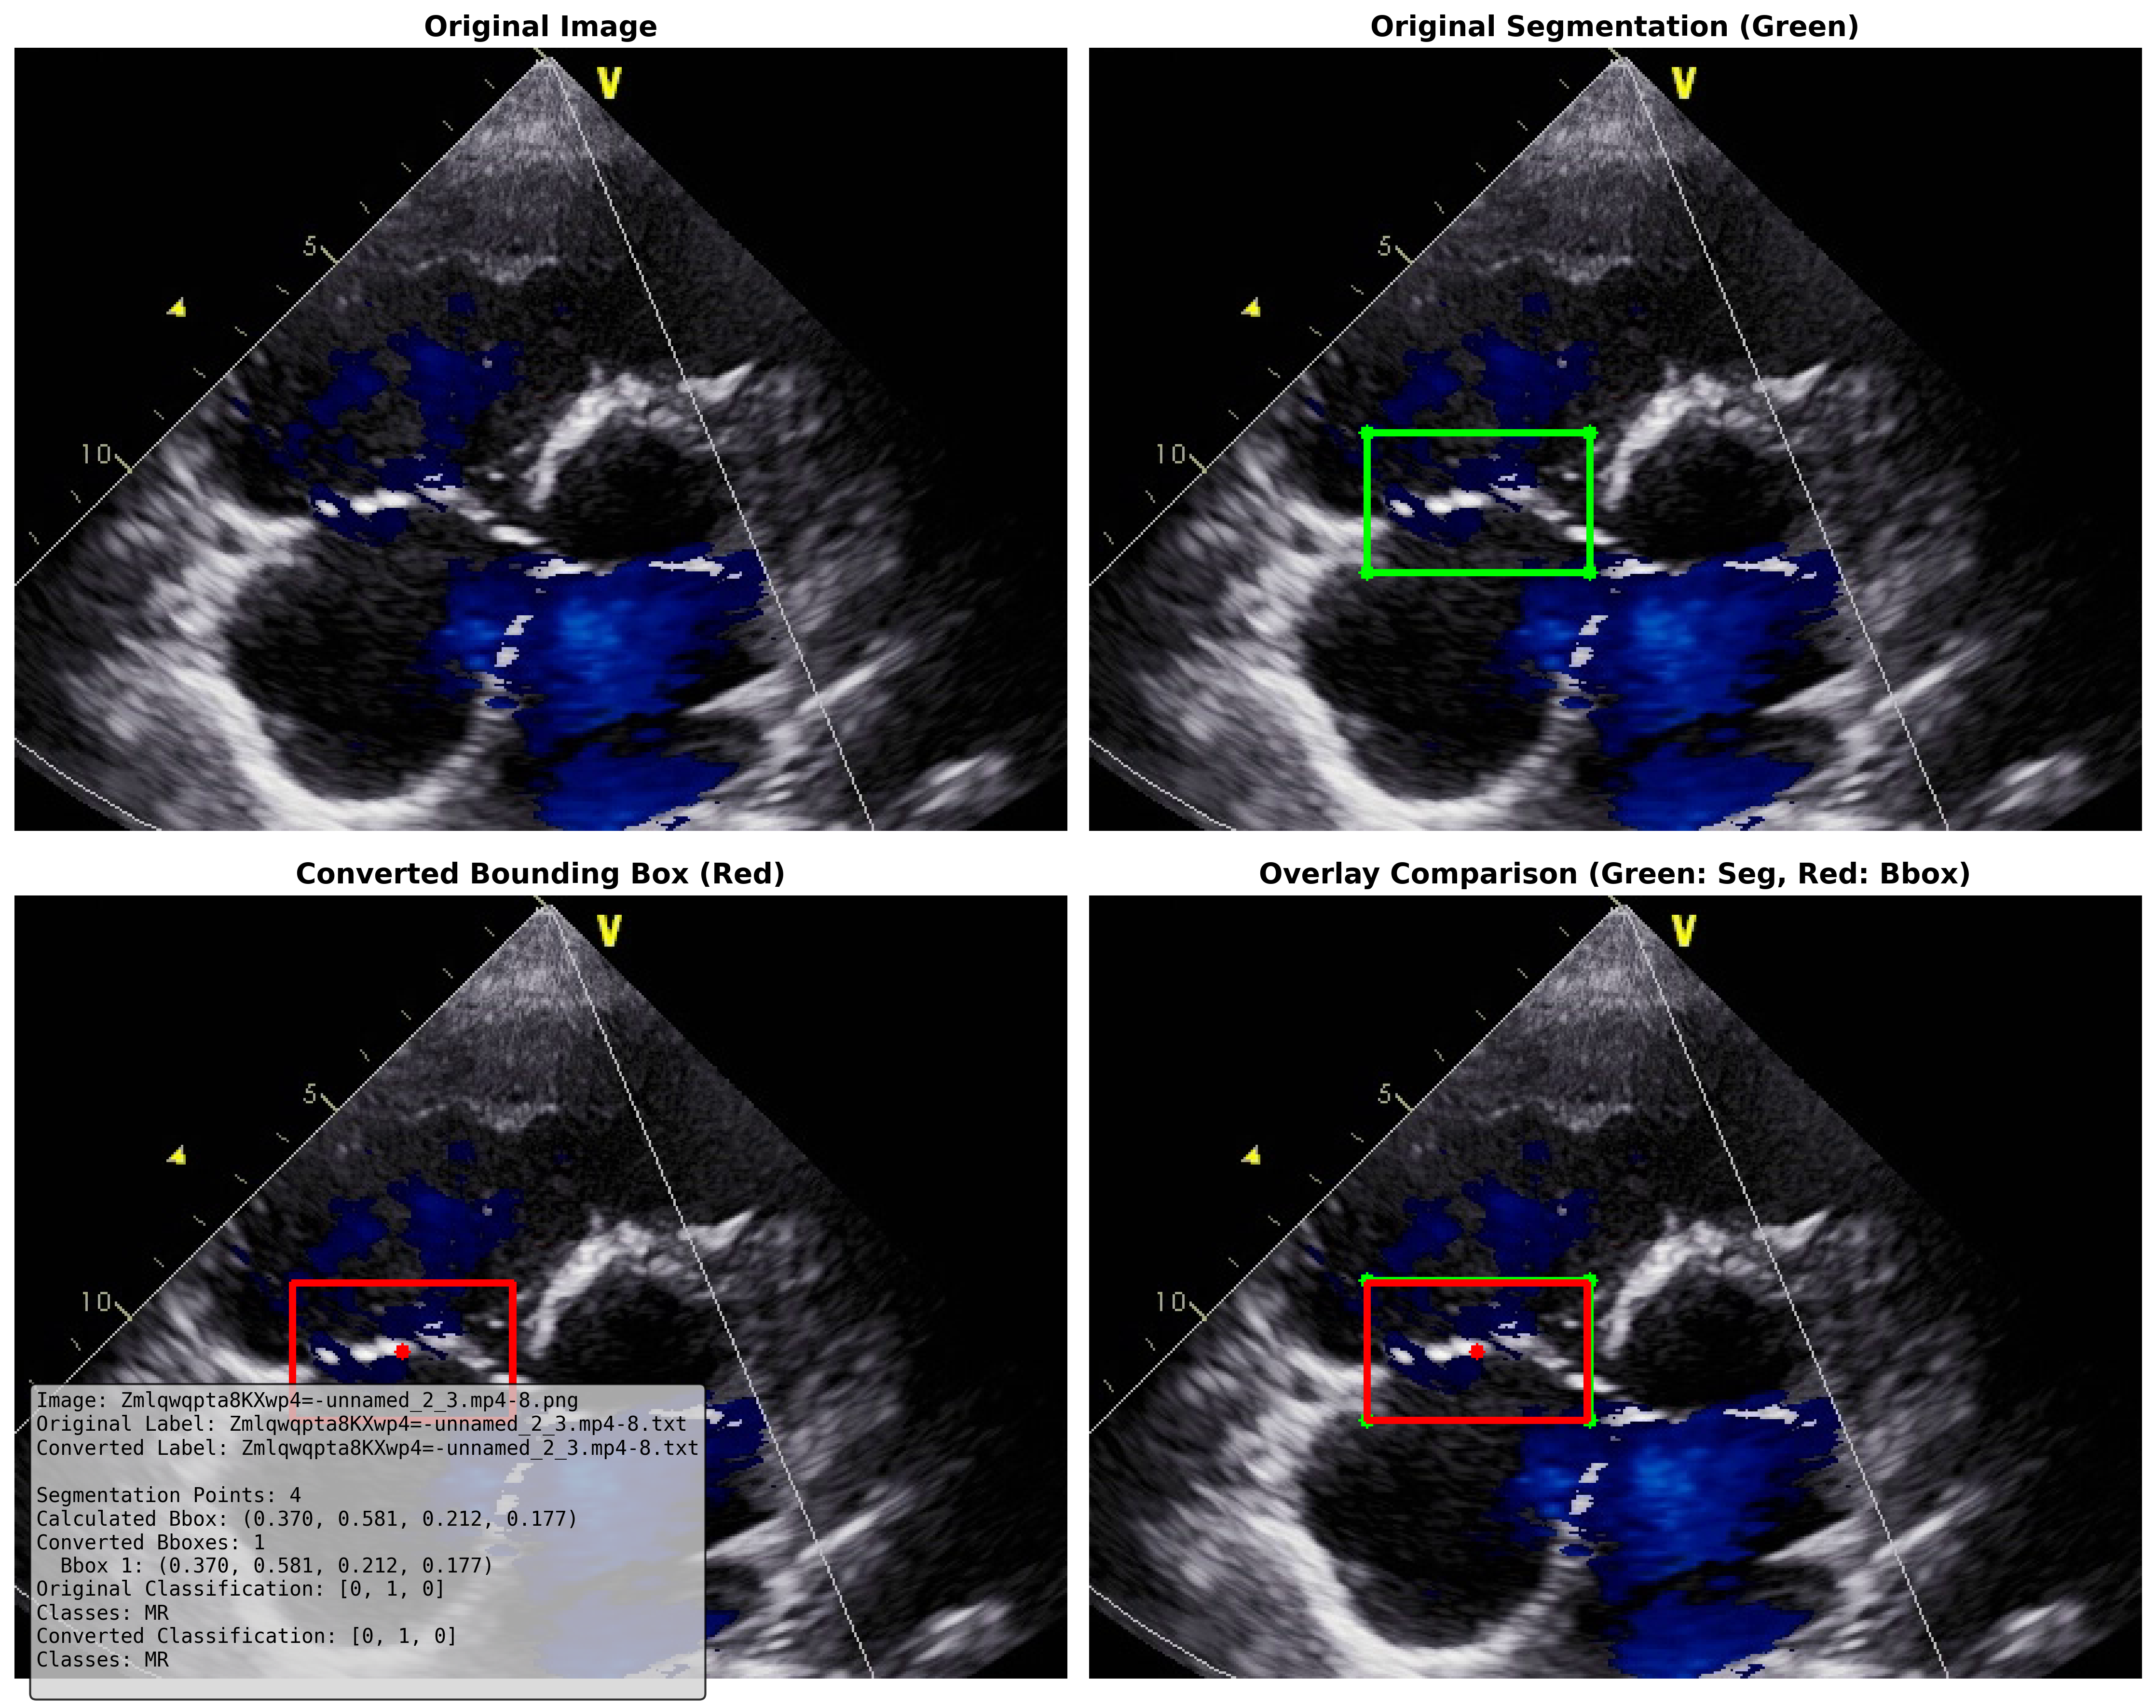 Original Image
Original Segmentation (Green)
V
V
5
5
10
10
Converted Bounding Box (Red)
Overlay Comparison (Green: Seg, Red: Bbox)
V
V
5
5
10
10
Image: Zmlqwqpta8KXwp4=-unnamed_2_3.mp4-8.png
Original Label: Zmlqwqpta8KXwp4=-unnamed_2_3.mp4-8.txt
Converted Label: Zmlqwqpta8KXwp4=-unnamed_2_3.mp4-8.txt
Segmentation Points: 4
Calculated Bbox: (0.370, 0.581, 0.212, 0.177)
Converted Bboxes: 1
Bbox 1: (0.370, 0.581, 0.212, 0.177)
Original Classification: [0, 1, 0]
Classes: MR
Converted Classification: [0, 1, 0]
Classes: MR